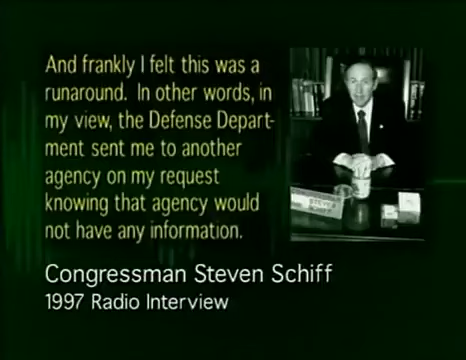 And frankly I felt this was a
runaround. In other words, in
my view, the Defense Depart-
ment sent me to another
agency on my request
knowing that agency would
not have any information.
STEVEN
SCHIFF
Congressman Steven Schiff
1997 Radio Interview